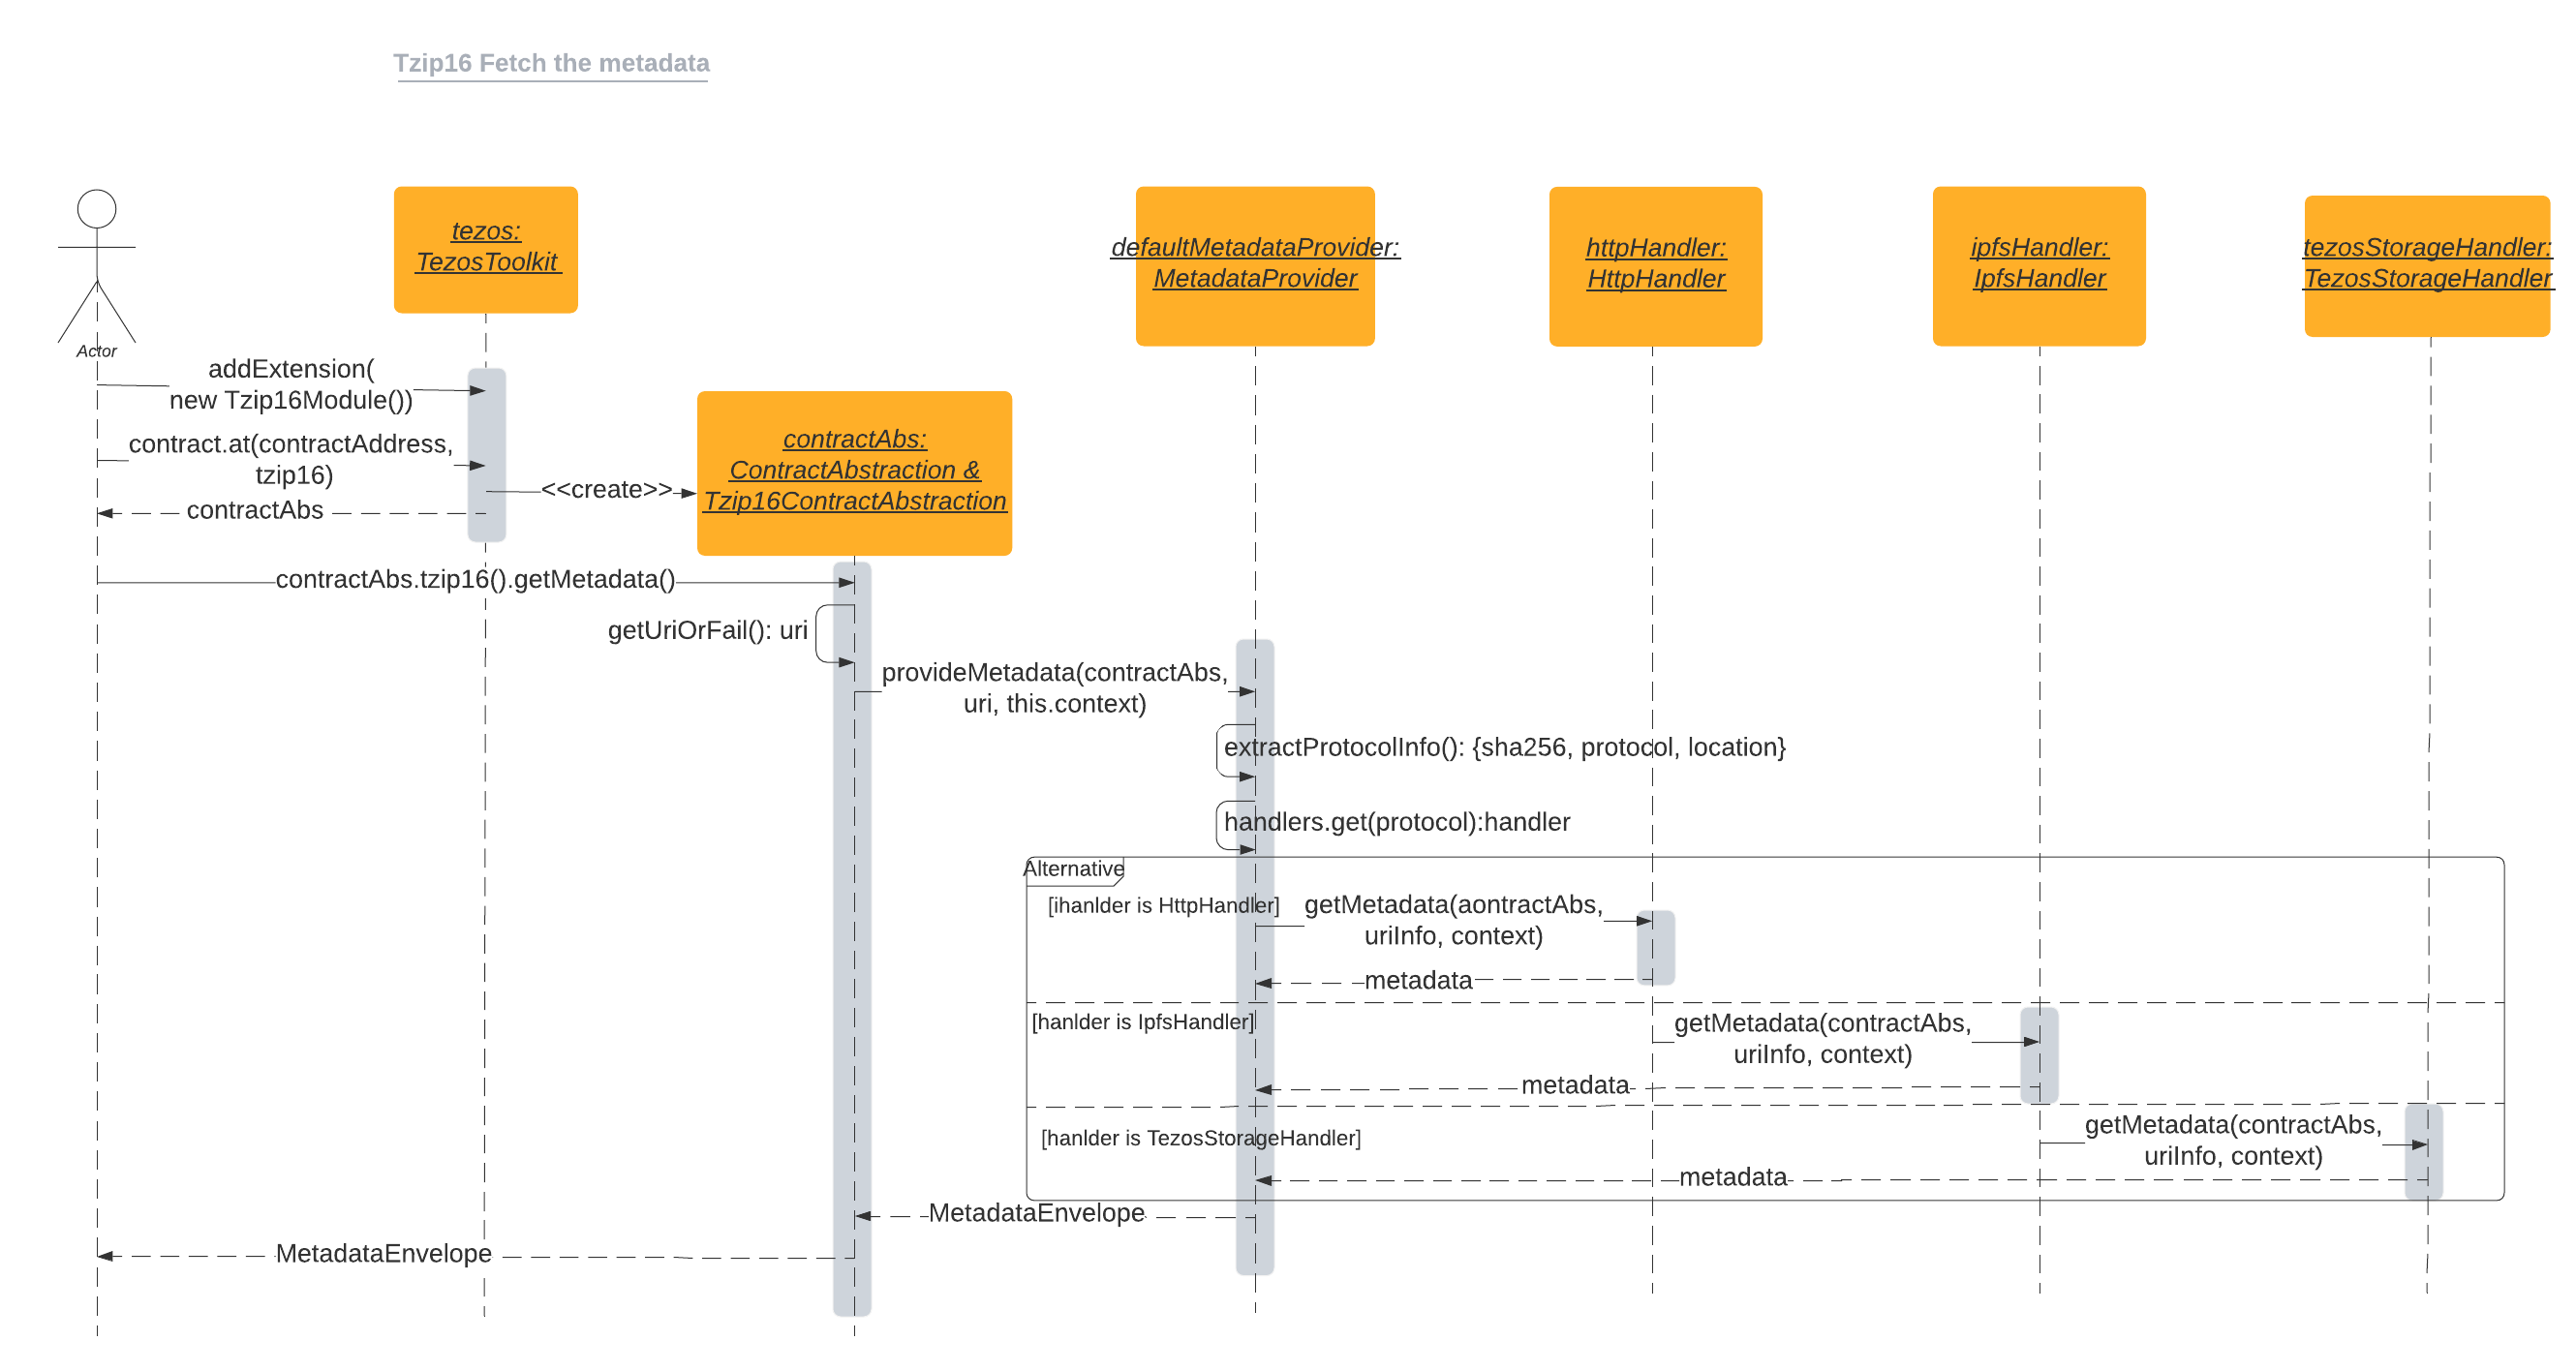 Tzip16 Fetch the metadata
tezos:
TezosToolkit
defaultMetadataProvider:
MetadataProvider
httpHandler:
HttpHandler
ipfsHandler:
IpfsHandler
tezosStorageHandler:
TezosStorageHandler
Actor
addExtension(
new Tzip16Module())
contract.at(contractAddress,
tzip16)
<<create>>
contractAbs:
ContractAbstraction &
Tzip16ContractAbstraction
contractAbs
contractAbs.tzip16().getMetadata()
getUriOrFail(): uri
provideMetadata(contractAbs,
uri, this.context)
extractProtocolInfo(): {sha256, protocol, location}
handlers.get(protocol):handler
Alternative
[ihanlder is HttpHandler]
getMetadata(aontractAbs,
uriInfo, context)
metadata
[hanlder is IpfsHandler]
getMetadata(contractAbs,
uriInfo, context)
metadata
[hanlder is TezosStorageHandler]
getMetadata(contractAbs,
uriInfo, context)
metadata
MetadataEnvelope
MetadataEnvelope